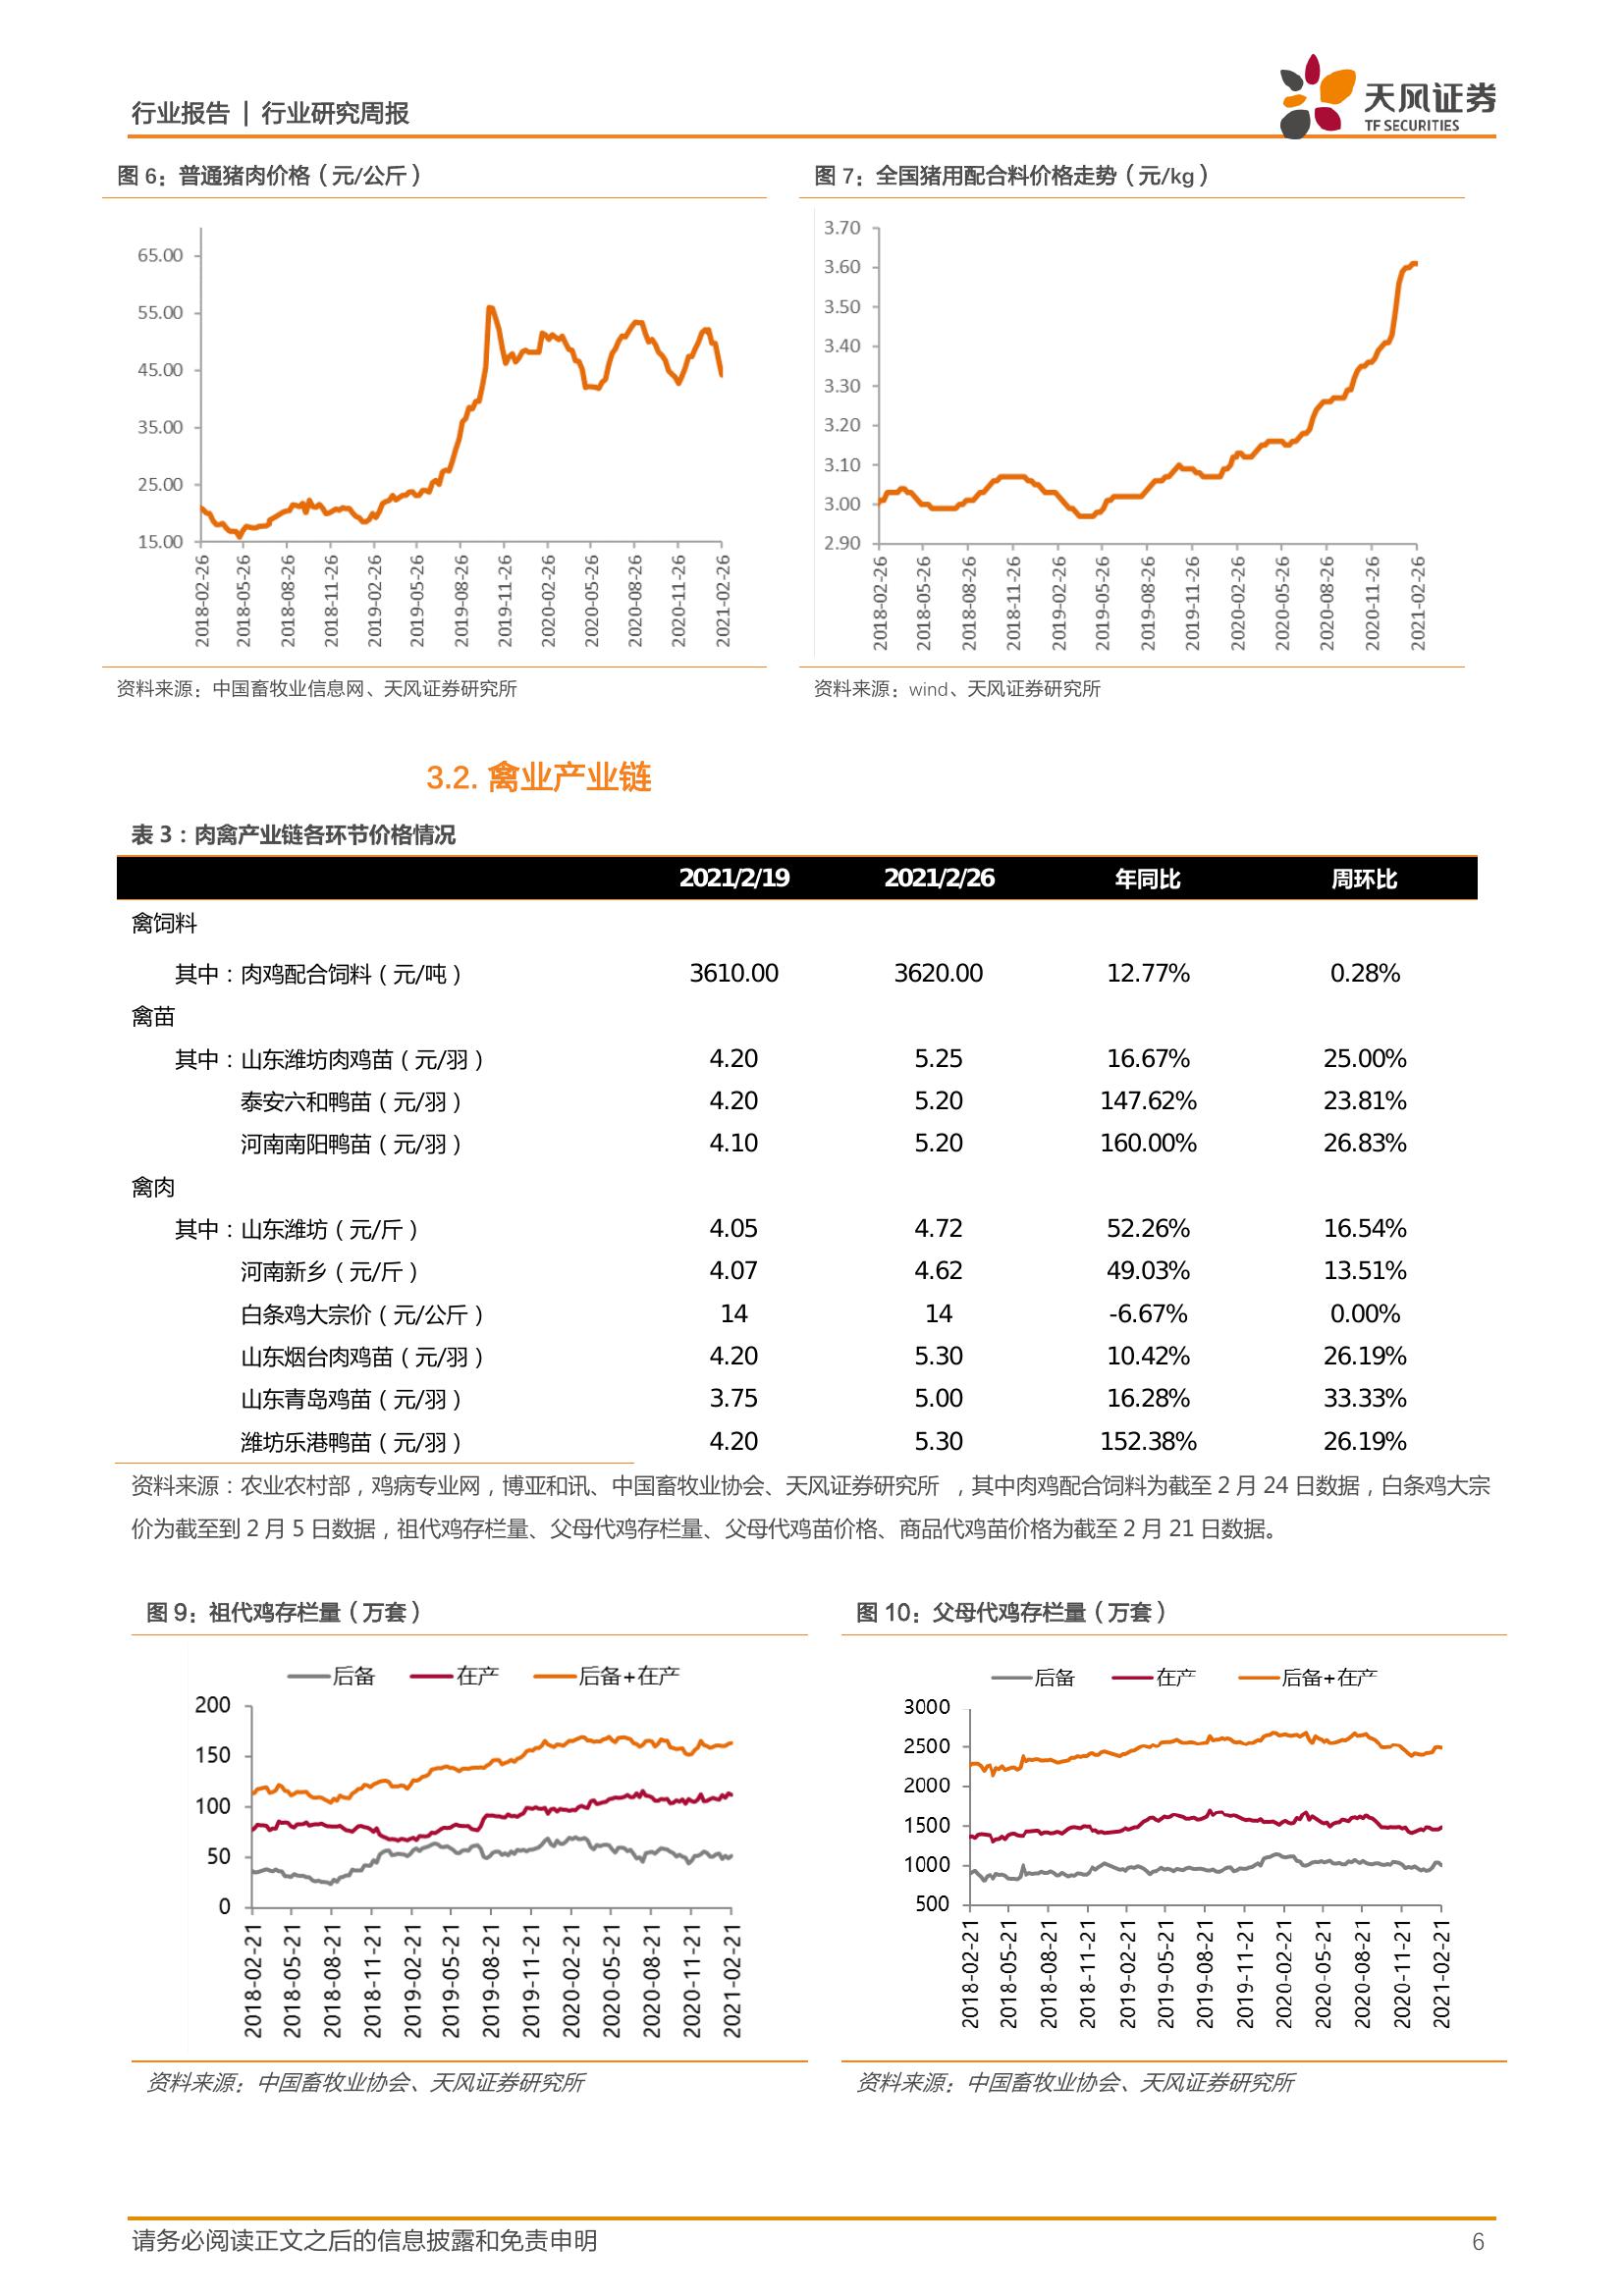 行业报告 | 行业研究周报
天风证券
TF SECURITIES
图 6：普通猪肉价格（元/公斤）
65.00
55.00
45.00
35.00
25.00
15.00
2018-02-26
2018-05-26
2018-08-26
2018-11-26
2019-02-26
2019-05-26
2019-08-26
2019-11-26
2020-02-26
2020-05-26
2020-08-26
2020-11-26
2021-02-26
资料来源：中国畜牧业信息网、天风证券研究所
图 7：全国猪用配合料价格走势（元/kg）
3.70
3.60
3.50
3.40
3.30
3.20
3.10
3.00
2.90
2018-02-26
2018-05-26
2018-08-26
2018-11-26
2019-02-26
2019-05-26
2019-08-26
2019-11-26
2020-02-26
2020-05-26
2020-08-26
2020-11-26
2021-02-26
资料来源：wind、天风证券研究所
3.2. 禽业产业链
表 3：肉禽产业链各环节价格情况
2021/2/19 2021/2/26 年同比 周环比
禽饲料
其中：肉鸡配合饲料（元/吨） 3610.00 3620.00 12.77% 0.28%
禽苗
其中：山东潍坊肉鸡苗（元/羽） 4.20 5.25 16.67% 25.00%
泰安六和鸭苗（元/羽） 4.20 5.20 147.62% 23.81%
河南南阳鸭苗（元/羽） 4.10 5.20 160.00% 26.83%
禽肉
其中：山东潍坊（元/斤） 4.05 4.72 52.26% 16.54%
河南新乡（元/斤） 4.07 4.62 49.03% 13.51%
白条鸡大宗价（元/公斤） 14 14 -6.67% 0.00%
山东烟台肉鸡苗（元/羽） 4.20 5.30 10.42% 26.19%
山东青岛鸡苗（元/羽） 3.75 5.00 16.28% 33.33%
潍坊乐港鸭苗（元/羽） 4.20 5.30 152.38% 26.19%
资料来源：农业农村部，鸡病专业网，博亚和讯、中国畜牧业协会、天风证券研究所 ，其中肉鸡配合饲料为截至 2 月 24 日数据，白条鸡大宗
价为截至到 2 月 5 日数据，祖代鸡存栏量、父母代鸡存栏量、父母代鸡苗价格、商品代鸡苗价格为截至 2 月 21 日数据。
图 9：祖代鸡存栏量（万套）
后备 在产 后备+在产
200
150
100
50
0
2018-02-21
2018-05-21
2018-08-21
2018-11-21
2019-02-21
2019-05-21
2019-08-21
2019-11-21
2020-02-21
2020-05-21
2020-08-21
2020-11-21
2021-02-21
资料来源：中国畜牧业协会、天风证券研究所
图 10：父母代鸡存栏量（万套）
后备 在产 后备+在产
3000
2500
2000
1500
1000
500
2018-02-21
2018-05-21
2018-08-21
2018-11-21
2019-02-21
2019-05-21
2019-08-21
2019-11-21
2020-02-21
2020-05-21
2020-08-21
2020-11-21
2021-02-21
资料来源：中国畜牧业协会、天风证券研究所
请务必阅读正文之后的信息披露和免责申明 6